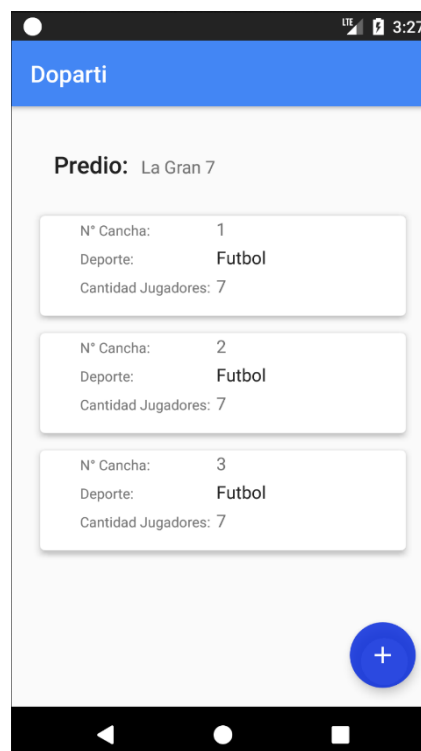 LTE 3:27
Doparti
Predio: La Gran 7
N° Cancha: 1
Deporte: Futbol
Cantidad Jugadores: 7
N° Cancha: 2
Deporte: Futbol
Cantidad Jugadores: 7
N° Cancha: 3
Deporte: Futbol
Cantidad Jugadores: 7
+